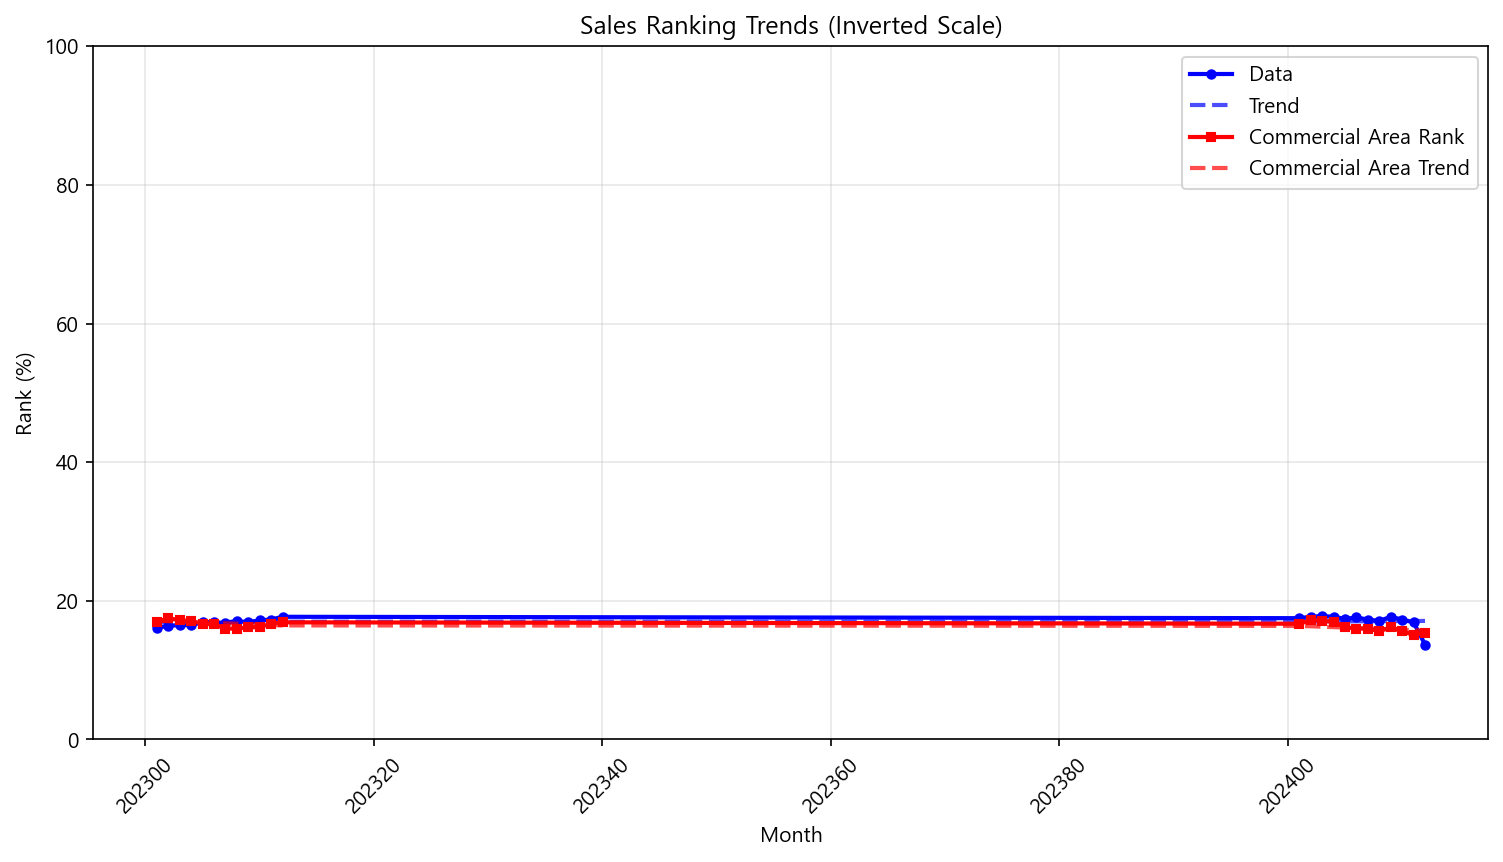 Sales Ranking Trends (Inverted Scale)
100
80
60
40
20
0
Rank (%)
Data
Trend
Commercial Area Rank
Commercial Area Trend
202300
202320
202340
202360
202380
202400
Month